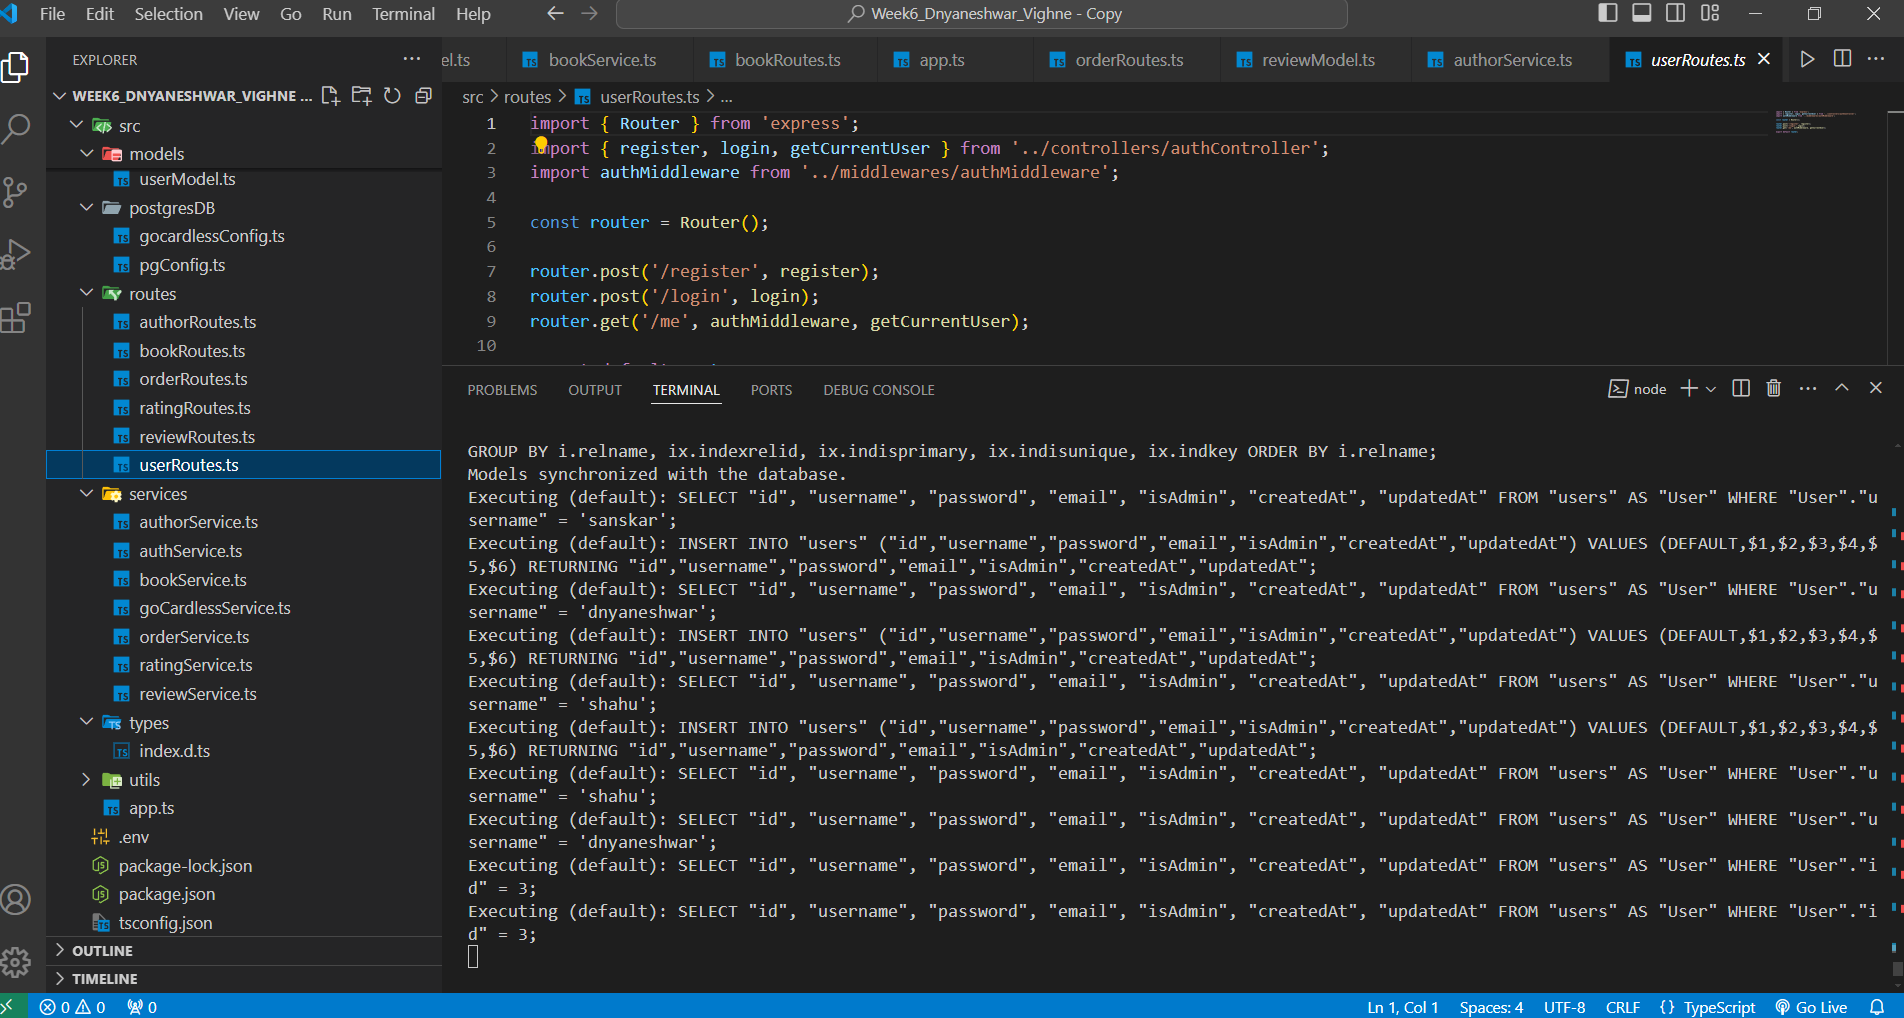 File Edit Selection View Go Run Terminal Help
Week6_Dnyaneshwar_Vighne - Copy
EXPLORER
WEEK6_DNYANESHWAR_VIGHNE ...
src
models
userModel.ts
postgresDB
gocardlessConfig.ts
pgConfig.ts
routes
authorRoutes.ts
bookRoutes.ts
orderRoutes.ts
ratingRoutes.ts
reviewRoutes.ts
userRoutes.ts
services
authorService.ts
authService.ts
bookService.ts
goCardlessService.ts
orderService.ts
ratingService.ts
reviewService.ts
types
index.d.ts
utils
app.ts
.env
package-lock.json
package.json
tsconfig.json
OUTLINE
TIMELINE
el.ts bookService.ts bookRoutes.ts app.ts orderRoutes.ts reviewModel.ts authorService.ts userRoutes.ts
src > routes > userRoutes.ts > ...
1 import { Router } from 'express';
2 import { register, login, getCurrentUser } from '../controllers/authController';
3 import authMiddleware from '../middlewares/authMiddleware';
4
5 const router = Router();
6
7 router.post('/register', register);
8 router.post('/login', login);
9 router.get('/me', authMiddleware, getCurrentUser);
10
PROBLEMS OUTPUT TERMINAL PORTS DEBUG CONSOLE
node
GROUP BY i.relname, ix.indexrelid, ix.indisprimary, ix.indisunique, ix.indkey ORDER BY i.relname;
Models synchronized with the database.
Executing (default): SELECT "id", "username", "password", "email", "isAdmin", "createdAt", "updatedAt" FROM "users" AS "User" WHERE "User"."u
sername" = 'sanskar';
Executing (default): INSERT INTO "users" ("id","username","password","email","isAdmin","createdAt","updatedAt") VALUES (DEFAULT,$1,$2,$3,$4,$
5,$6) RETURNING "id","username","password","email","isAdmin","createdAt","updatedAt";
Executing (default): SELECT "id", "username", "password", "email", "isAdmin", "createdAt", "updatedAt" FROM "users" AS "User" WHERE "User"."u
sername" = 'dnyaneshwar';
Executing (default): INSERT INTO "users" ("id","username","password","email","isAdmin","createdAt","updatedAt") VALUES (DEFAULT,$1,$2,$3,$4,$
5,$6) RETURNING "id","username","password","email","isAdmin","createdAt","updatedAt";
Executing (default): SELECT "id", "username", "password", "email", "isAdmin", "createdAt", "updatedAt" FROM "users" AS "User" WHERE "User"."u
sername" = 'shahu';
Executing (default): INSERT INTO "users" ("id","username","password","email","isAdmin","createdAt","updatedAt") VALUES (DEFAULT,$1,$2,$3,$4,$
5,$6) RETURNING "id","username","password","email","isAdmin","createdAt","updatedAt";
Executing (default): SELECT "id", "username", "password", "email", "isAdmin", "createdAt", "updatedAt" FROM "users" AS "User" WHERE "User"."u
sername" = 'shahu';
Executing (default): SELECT "id", "username", "password", "email", "isAdmin", "createdAt", "updatedAt" FROM "users" AS "User" WHERE "User"."u
sername" = 'dnyaneshwar';
Executing (default): SELECT "id", "username", "password", "email", "isAdmin", "createdAt", "updatedAt" FROM "users" AS "User" WHERE "User"."i
d" = 3;
Executing (default): SELECT "id", "username", "password", "email", "isAdmin", "createdAt", "updatedAt" FROM "users" AS "User" WHERE "User"."i
d" = 3;
0 0 0 Ln 1, Col 1 Spaces: 4 UTF-8 CRLF {} TypeScript Go Live